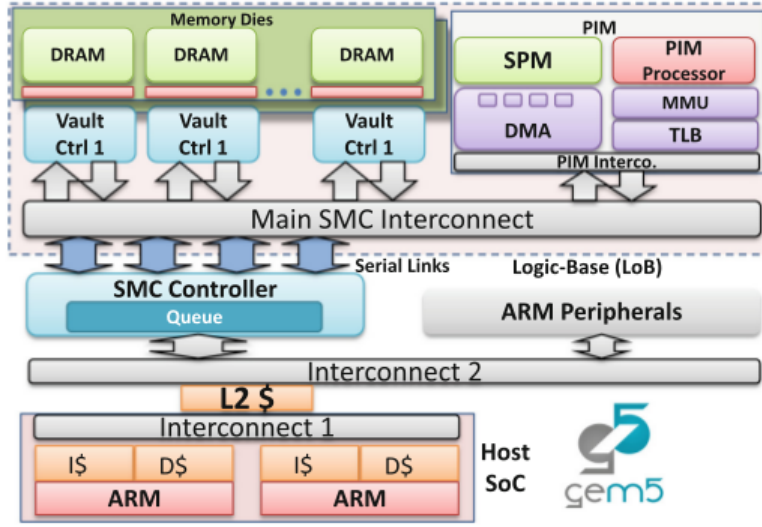 Memory Dies
PIM
DRAM DRAM DRAM
SPM
PIM
Processor
Vault
Ctrl 1
Vault
Ctrl 1
Vault
Ctrl 1
DMA
MMU
TLB
PIM Interco.
Main SMC Interconnect
Serial Links
Logic-Base (LoB)
SMC Controller
Queue
ARM Peripherals
Interconnect 2
L2 $
Interconnect 1
I$ D$ I$ D$
ARM ARM
Host
SoC
gem5